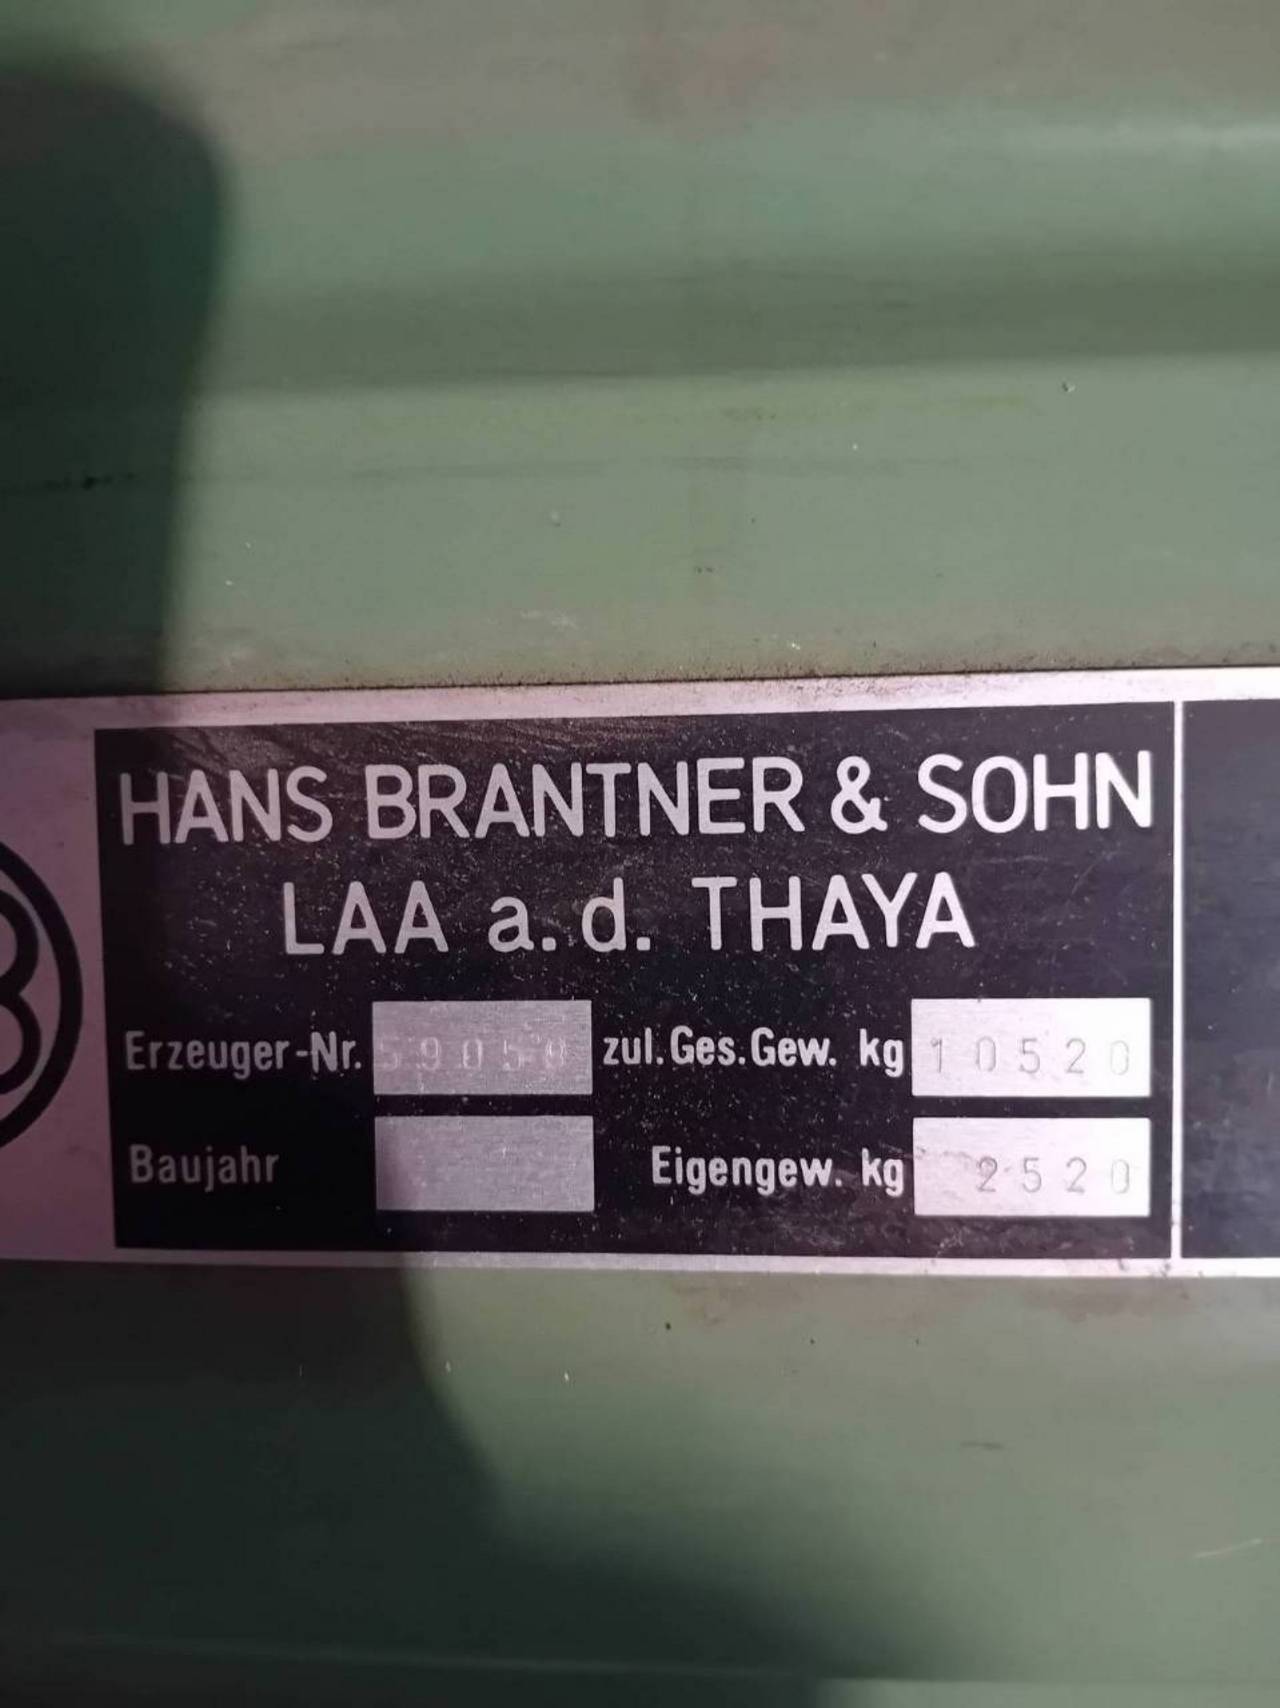 HANS BRANTNER & SOHN
LAA a.d. THAYA
Erzeuger-Nr. 59050 zul.Ges.Gew. kg 10520
Baujahr Eigengew. kg 2520